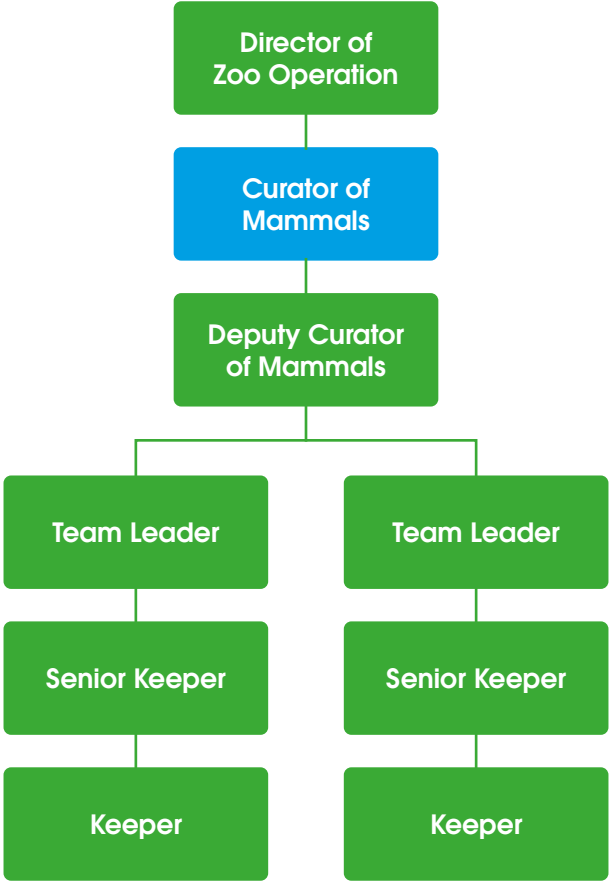 Director of
Zoo Operation
Curator of
Mammals
Deputy Curator
of Mammals
Team Leader
Team Leader
Senior Keeper
Senior Keeper
Keeper
Keeper